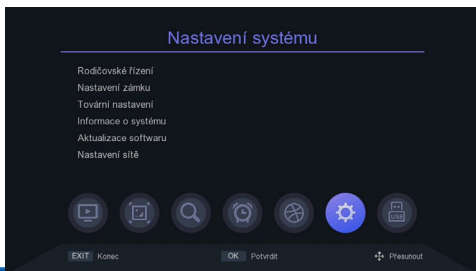 Nastavení systému
Rodičovské řízení
Nastavení zámku
Tovární nastavení
Informace o systému
Aktualizace softwaru
Nastavení sítě
USB
EXIT Konec OK Potvrdit Přesunout